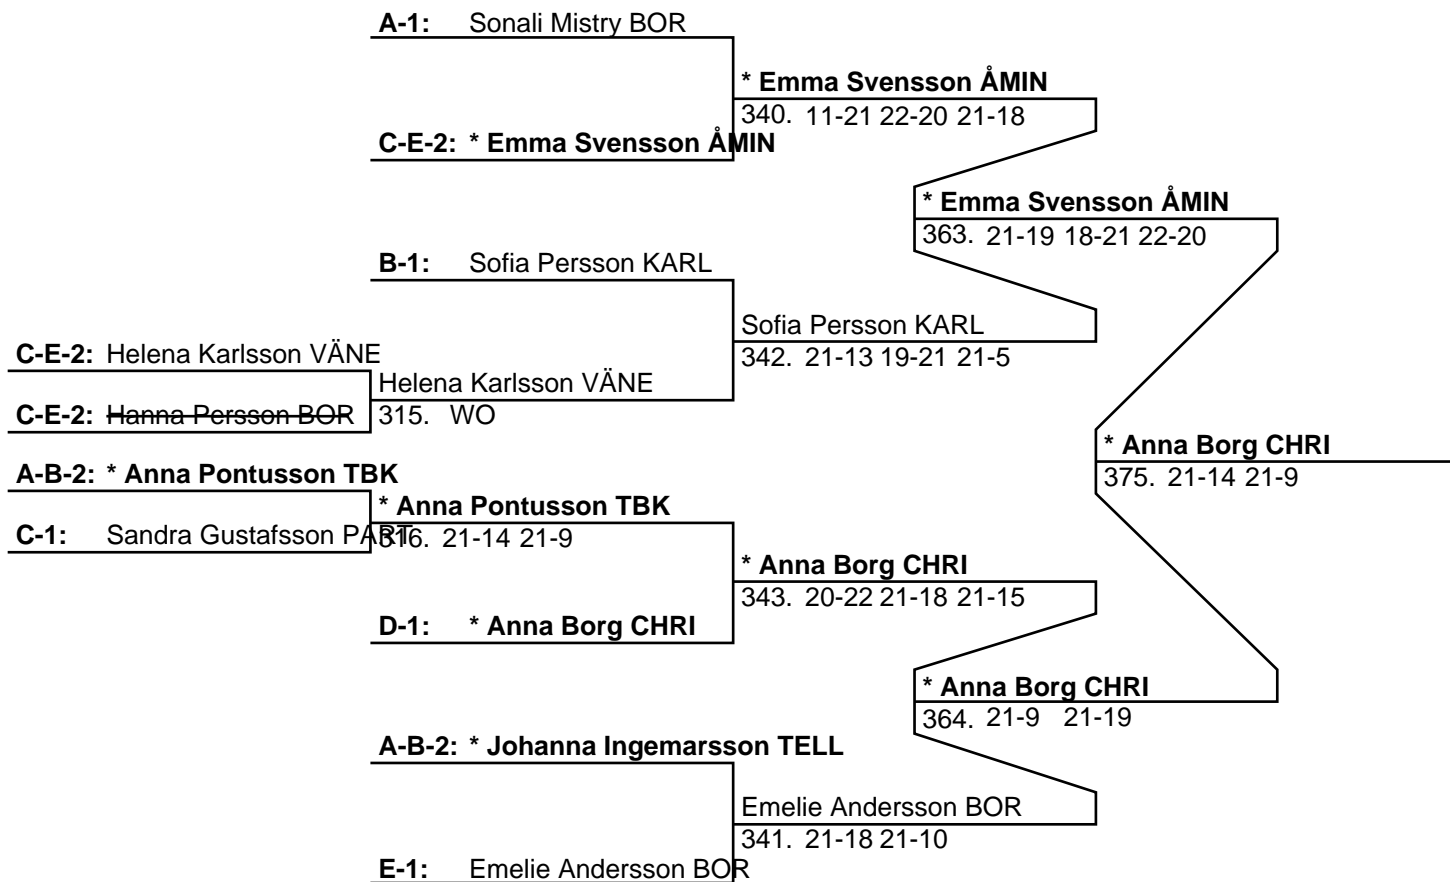 A-1: Sonali Mistry BOR
* Emma Svensson ÅMIN
340. 11-21 22-20 21-18
C-E-2: * Emma Svensson ÅMIN
* Emma Svensson ÅMIN
363. 21-19 18-21 22-20
B-1: Sofia Persson KARL
Sofia Persson KARL
342. 21-13 19-21 21-5
C-E-2: Helena Karlsson VÄNE
Helena Karlsson VÄNE
C-E-2: Hanna Persson BOR
315. WO
* Anna Borg CHRI
375. 21-14 21-9
A-B-2: * Anna Pontusson TBK
* Anna Pontusson TBK
C-1: Sandra Gustafsson PART
316. 21-14 21-9
* Anna Borg CHRI
343. 20-22 21-18 21-15
D-1: * Anna Borg CHRI
* Anna Borg CHRI
364. 21-9 21-19
A-B-2: * Johanna Ingemarsson TELL
Emelie Andersson BOR
341. 21-18 21-10
E-1: Emelie Andersson BOR